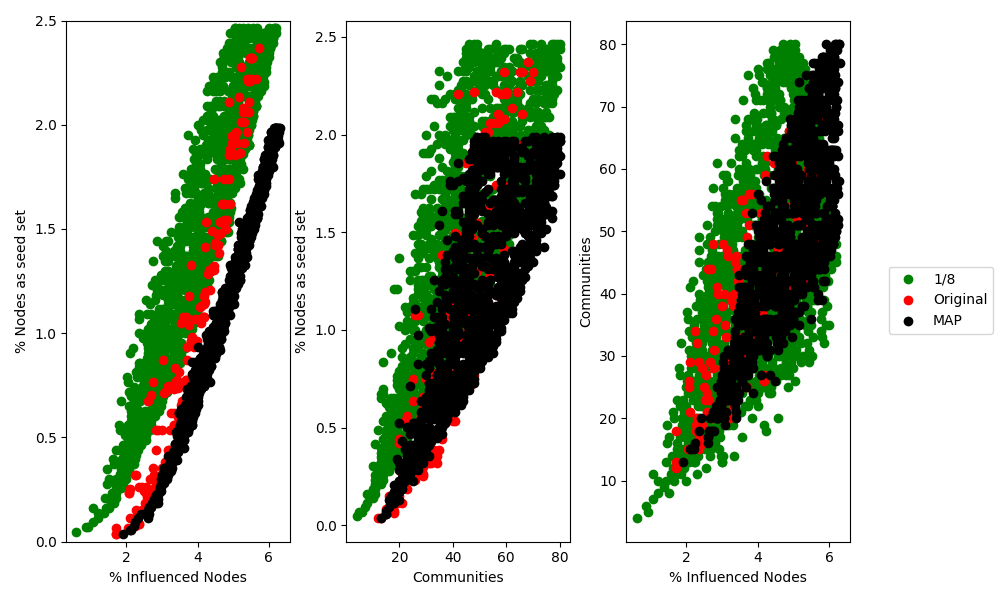 % Nodes as seed set
2.5
2.0
1.5
1.0
0.5
0.0
2 4 6
% Influenced Nodes
% Nodes as seed set
2.5
2.0
1.5
1.0
0.5
0.0
20 40 60 80
Communities
Communities
80
70
60
50
40
30
20
10
2 4 6
% Influenced Nodes
1/8
Original
MAP